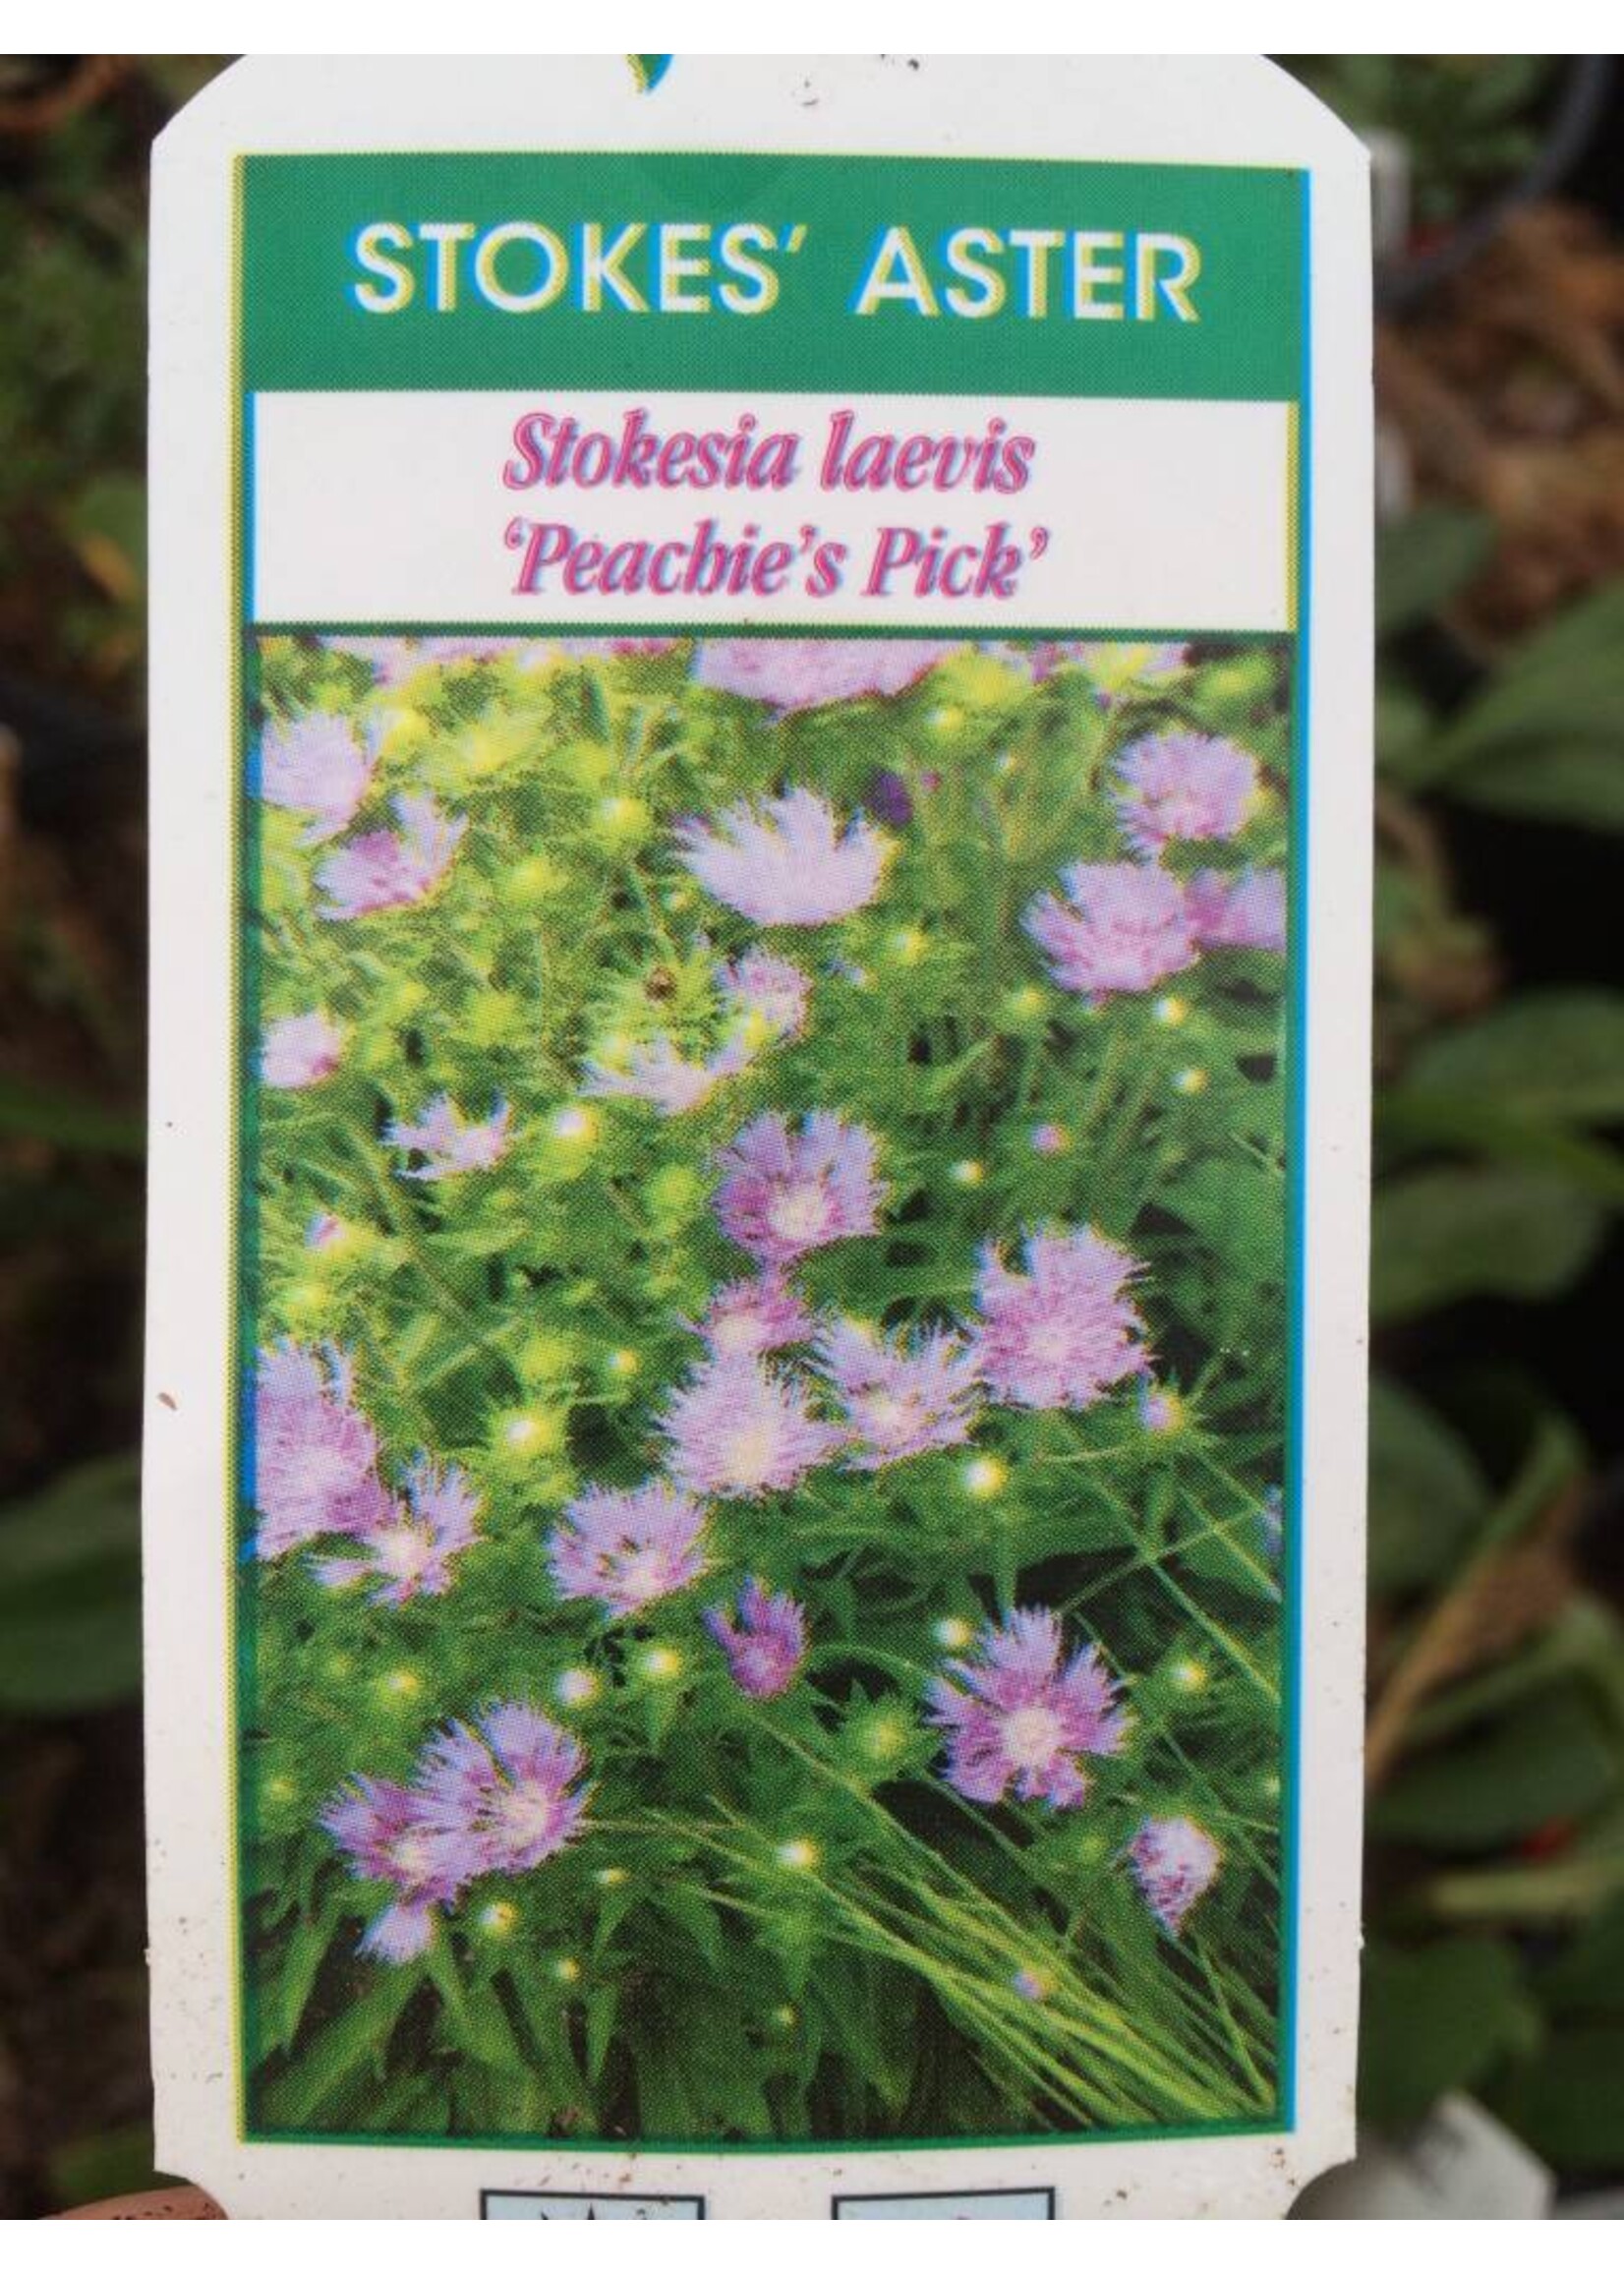 STOKES’ ASTER
Stokesia laevis
‘Peachie’s Pick’